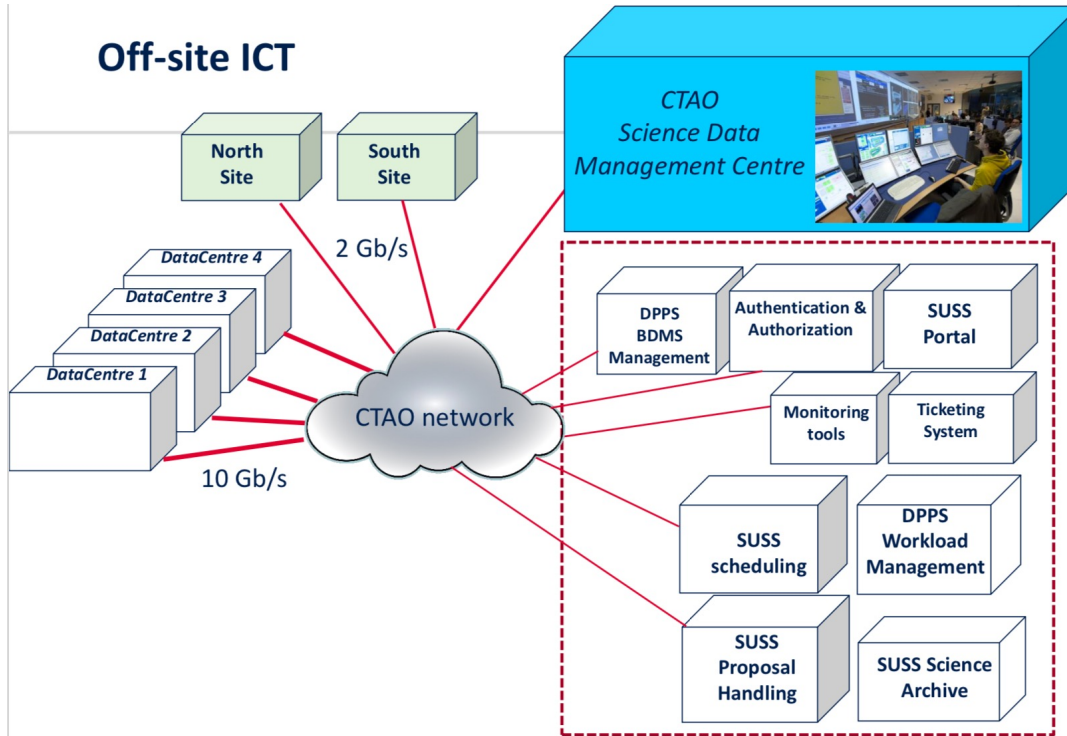 Off-site ICT
CTAO
Science Data
Management Centre
North
Site
South
Site
2 Gb/s
DataCentre 4
DataCentre 3
DataCentre 2
DataCentre 1
10 Gb/s
CTAO network
DPPS
BDMS
Management
Authentication &
Authorization
SUSS
Portal
Monitoring
tools
Ticketing
System
SUSS
scheduling
DPPS
Workload
Management
SUSS
Proposal
Handling
SUSS Science
Archive